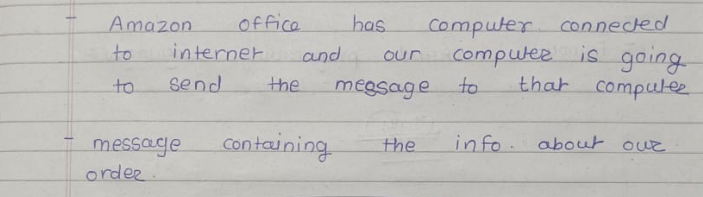 - Amazon office has computer connected
to internet and our computer is going
to send the message to that computer
- message containing the info. about our
order.